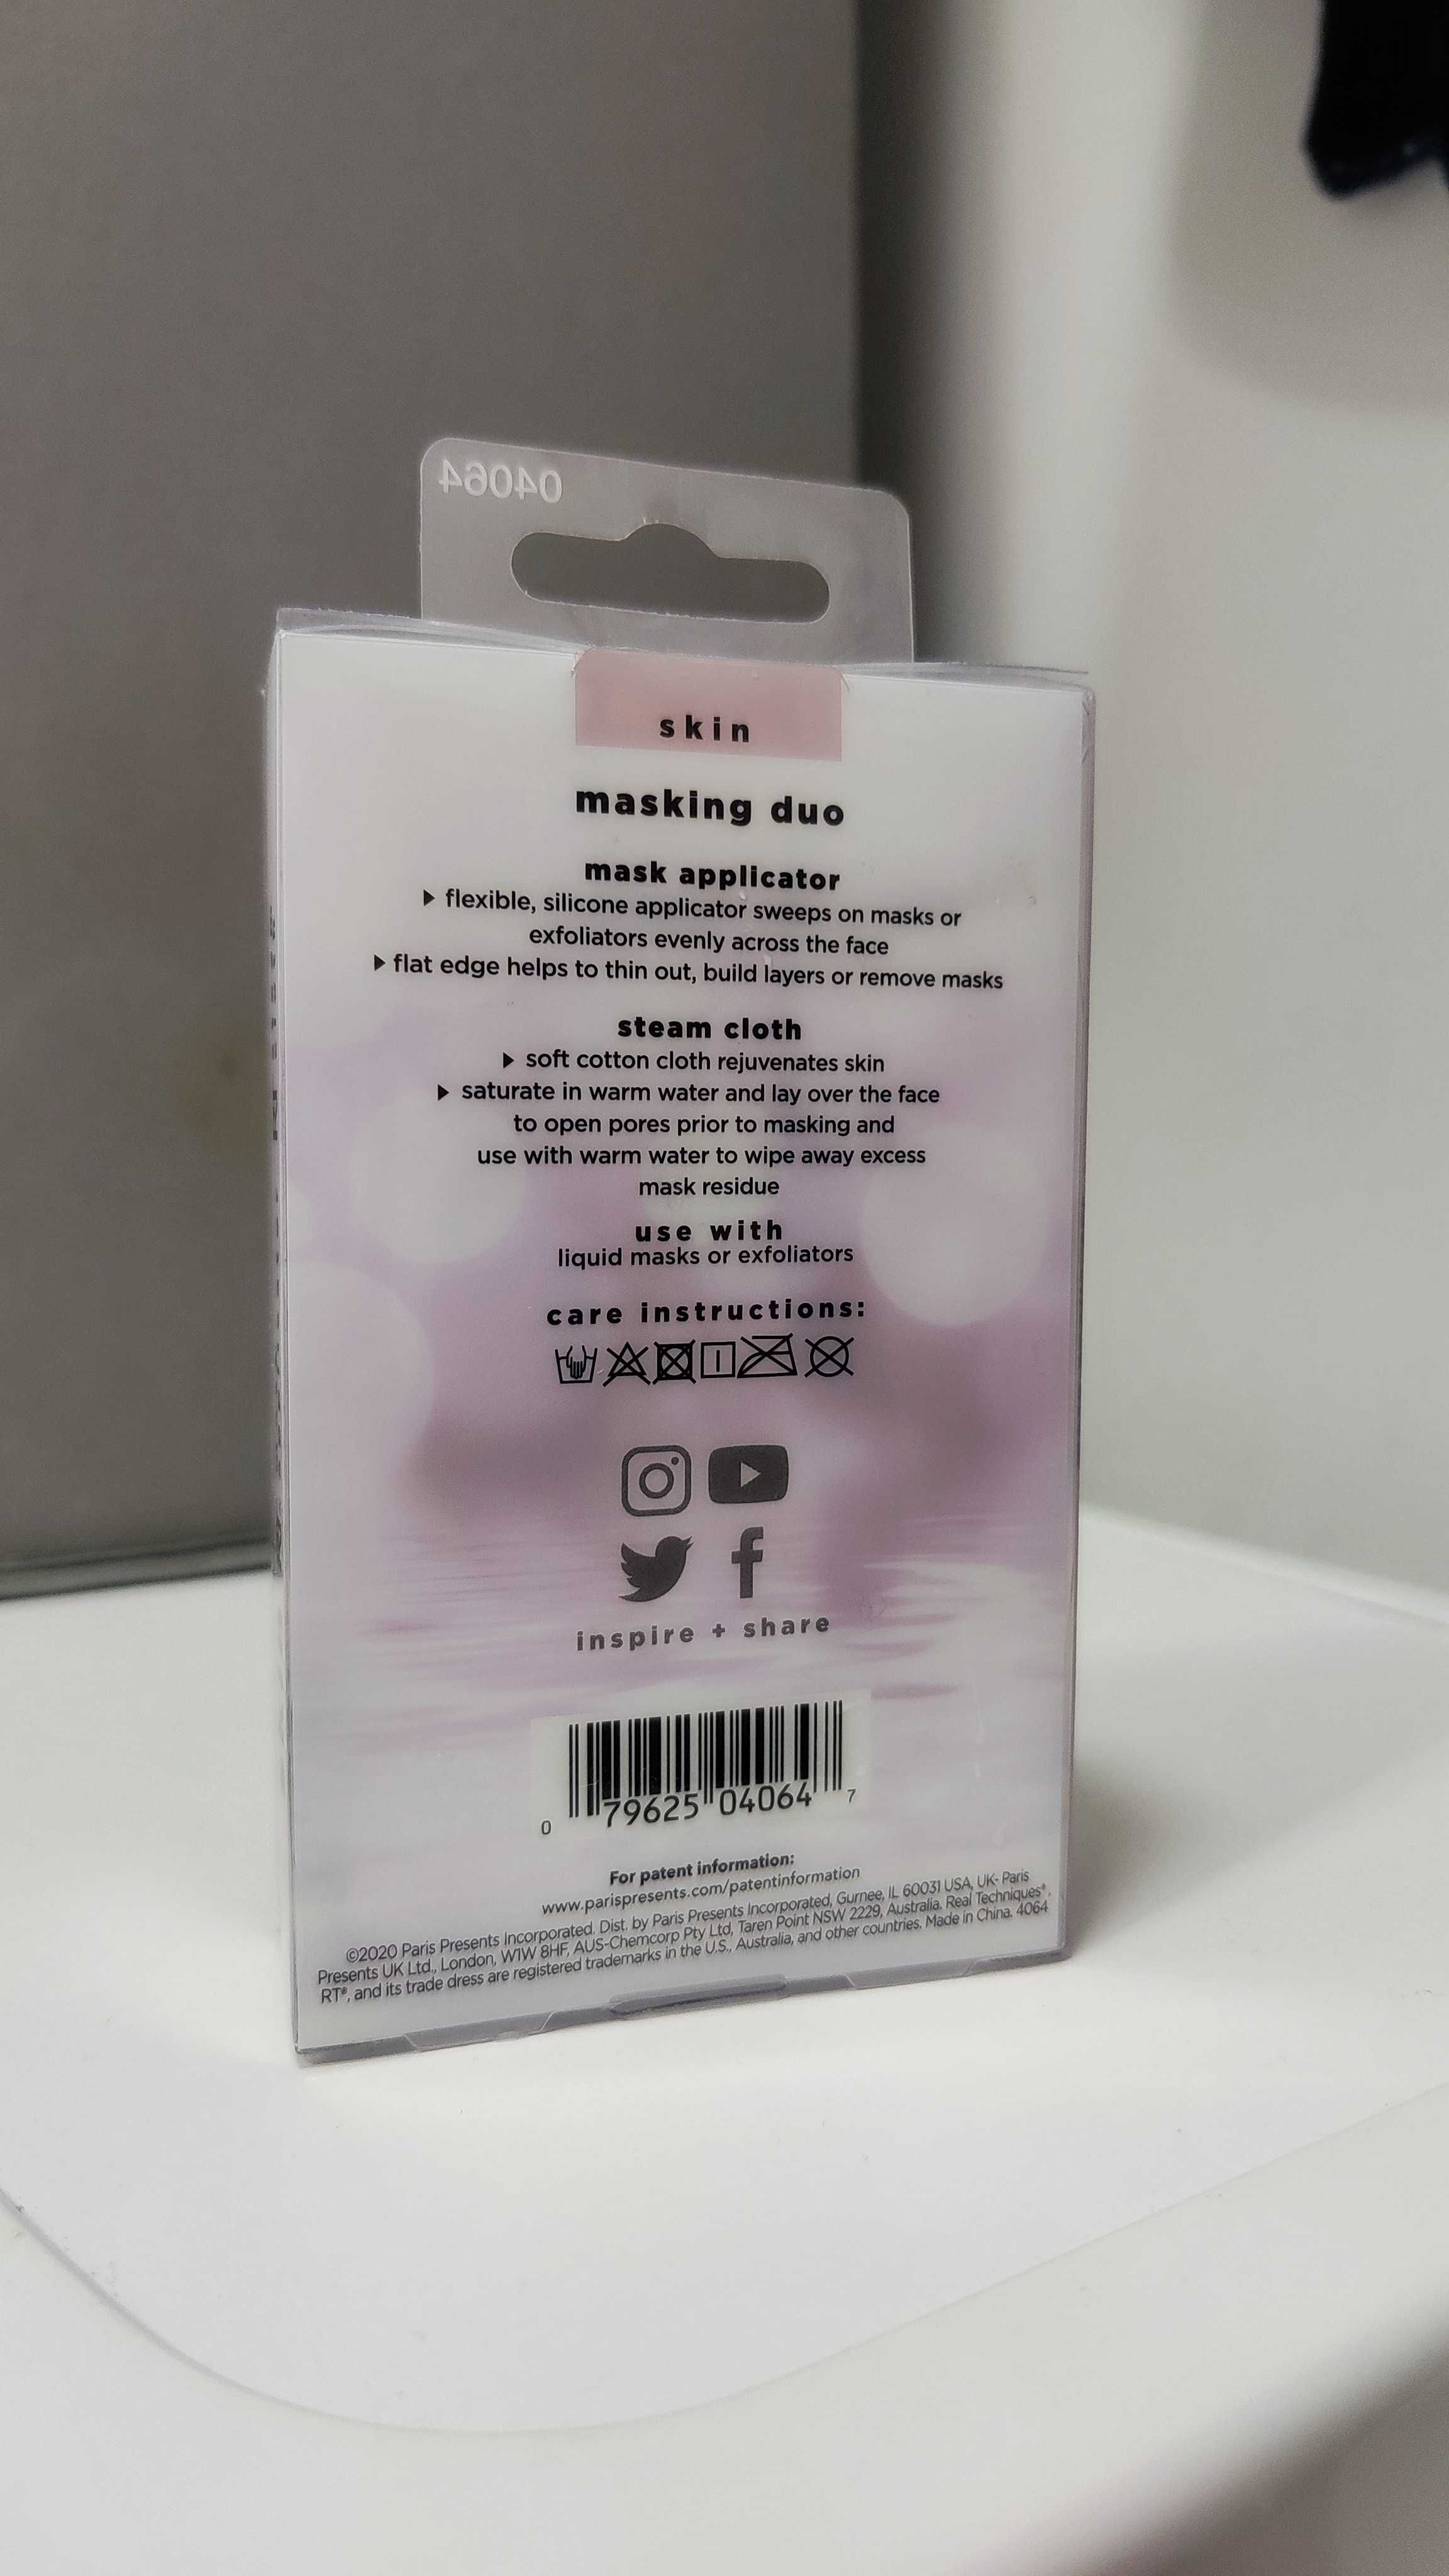 04064
skin
masking duo
mask applicator
▶ flexible, silicone applicator sweeps on masks or
exfoliators evenly across the face
▶ flat edge helps to thin out, build layers or remove masks
steam cloth
▶ soft cotton cloth rejuvenates skin
▶ saturate in warm water and lay over the face
to open pores prior to masking and
use with warm water to wipe away excess
mask residue
use with
liquid masks or exfoliators
care instructions:
inspire + share
0 79625 04064 7
For patent information:
www.parispresents.com/patentinformation
©2020 Paris Presents Incorporated. Dist. by Paris Presents Incorporated, Gurnee, IL 60031 USA, UK- Paris
Presents UK Ltd., London, W1W 8HF, AUS-Chemcorp Pty Ltd, Taren Point NSW 2229, Australia. Real Techniques®,
RT®, and its trade dress are registered trademarks in the U.S., Australia, and other countries. Made in China. 4064